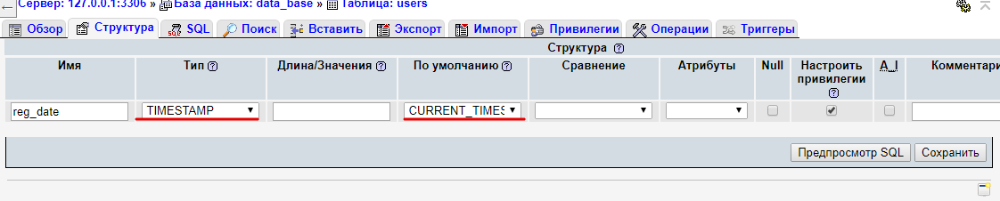 Сервер: 127.0.0.1:3306 » База данных: data_base » Таблица: users
Обзор Структура SQL Поиск Вставить Экспорт Импорт Привилегии Операции Триггеры
Структура
Имя Тип Длина/Значения По умолчанию Сравнение Атрибуты Null Настроить привилегии A_I Комментари
reg_date TIMESTAMP CURRENT_TIMES
Предпросмотр SQL Сохранить